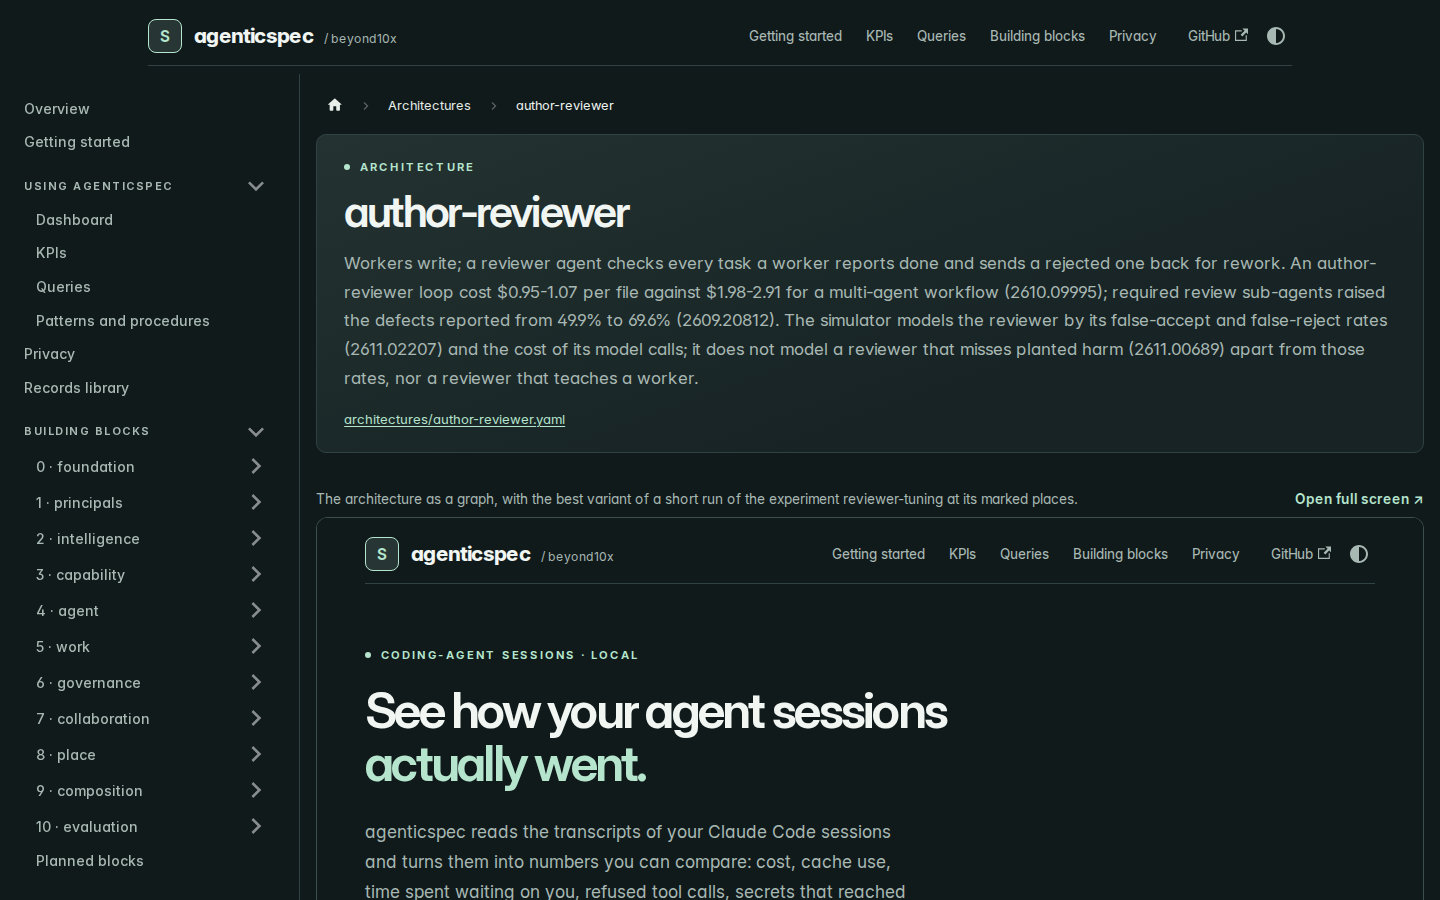 S agenticspec / beyond10x Getting started KPIs Queries Building blocks Privacy GitHub
Overview
Getting started
USING AGENTICSPEC
Dashboard
KPIs
Queries
Patterns and procedures
Privacy
Records library
BUILDING BLOCKS
0 · foundation
1 · principals
2 · intelligence
3 · capability
4 · agent
5 · work
6 · governance
7 · collaboration
8 · place
9 · composition
10 · evaluation
Planned blocks
Architectures author-reviewer
ARCHITECTURE
author-reviewer
Workers write; a reviewer agent checks every task a worker reports done and sends a rejected one back for rework. An author-
reviewer loop cost $0.95-1.07 per file against $1.98-2.91 for a multi-agent workflow (2610.09995); required review sub-agents raised
the defects reported from 49.9% to 69.6% (2609.20812). The simulator models the reviewer by its false-accept and false-reject rates
(2611.02207) and the cost of its model calls; it does not model a reviewer that misses planted harm (2611.00689) apart from those
rates, nor a reviewer that teaches a worker.
architectures/author-reviewer.yaml
The architecture as a graph, with the best variant of a short run of the experiment reviewer-tuning at its marked places. Open full screen ↗
S agenticspec / beyond10x Getting started KPIs Queries Building blocks Privacy GitHub
CODING-AGENT SESSIONS · LOCAL
See how your agent sessions
actually went.
agenticspec reads the transcripts of your Claude Code sessions
and turns them into numbers you can compare: cost, cache use,
time spent waiting on you, refused tool calls, secrets that reached